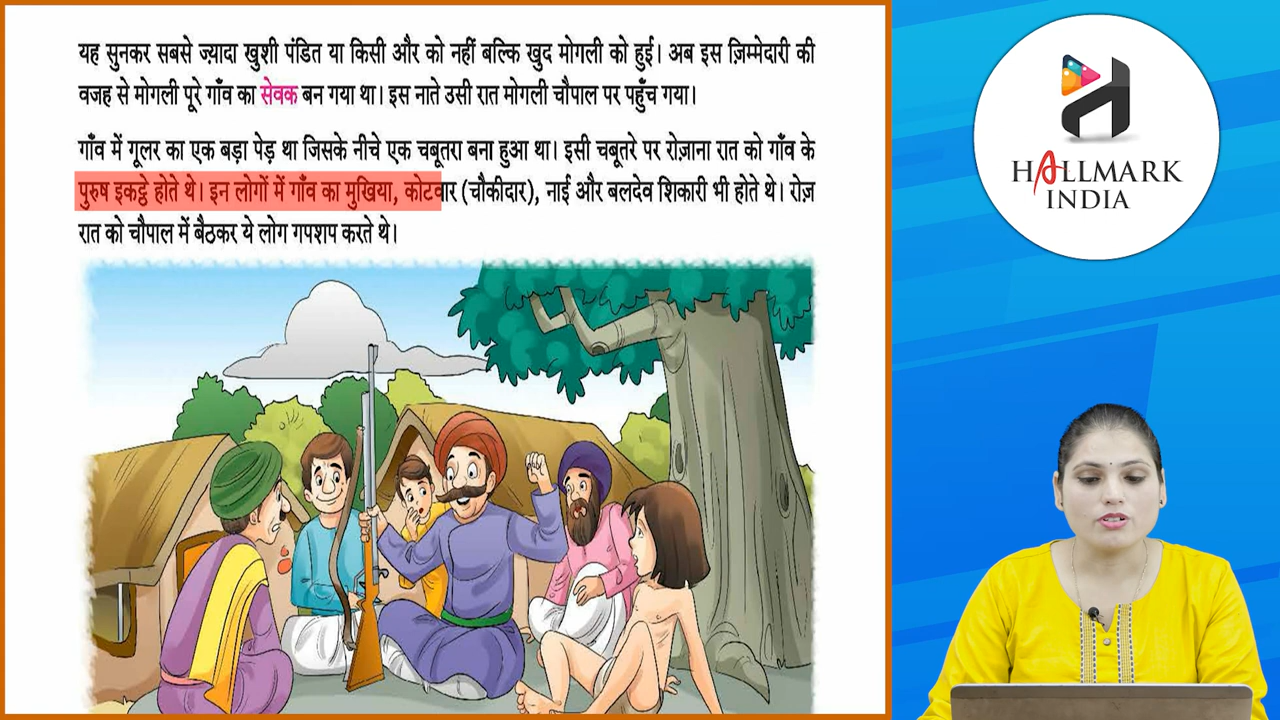 यह सुनकर सबसे ज़्यादा खुशी पंडित या किसी और को नहीं बल्कि खुद मोगली को हुई। अब इस ज़िम्मेदारी की
वजह से मोगली पूरे गाँव का सेवक बन गया था। इस नाते उसी रात मोगली चौपाल पर पहुँच गया।
गाँव में गूलर का एक बड़ा पेड़ था जिसके नीचे एक चबूतरा बना हुआ था। इसी चबूतरे पर रोज़ाना रात को गाँव के
पुरुष इकट्ठे होते थे। इन लोगों में गाँव का मुखिया, कोटवार (चौकीदार), नाई और बलदेव शिकारी भी होते थे। रोज़
रात को चौपाल में बैठकर ये लोग गपशप करते थे।
HALLMARK
INDIA